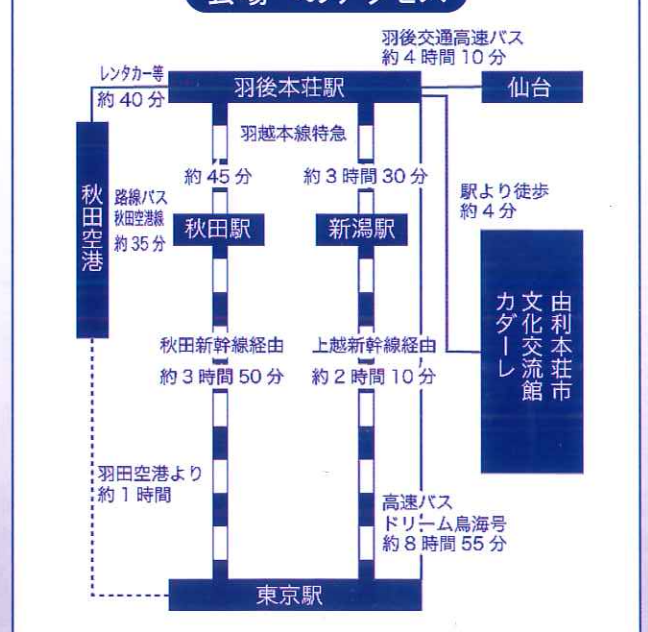 会場へのアクセス
羽後交通高速バス
約4時間10分
レンタカー等
約40分
羽後本荘駅
仙台
羽越本線特急
約45分
約3時間30分
駅より徒歩
約4分
秋田空港
路線バス
秋田空港線
約35分
秋田駅
新潟駅
由利本荘市
文化交流館
カダーレ
秋田新幹線経由
約3時間50分
上越新幹線経由
約2時間10分
羽田空港より
約1時間
高速バス
ドリーム鳥海号
約8時間55分
東京駅